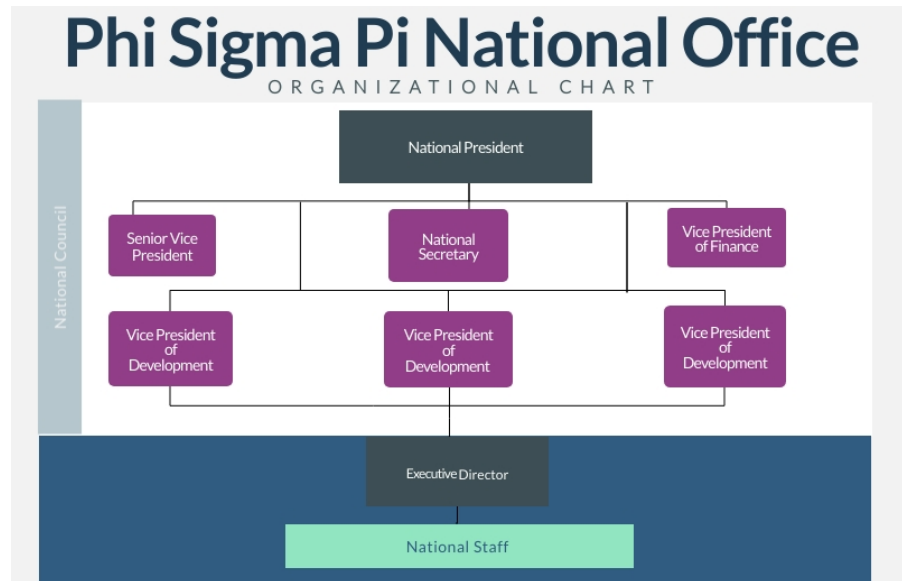 Phi Sigma Pi National Office
ORGANIZATIONAL CHART
National Council
National President
Senior Vice
President
National
Secretary
Vice President
of Finance
Vice President
of
Development
Vice President
of
Development
Vice President
of
Development
Executive Director
National Staff